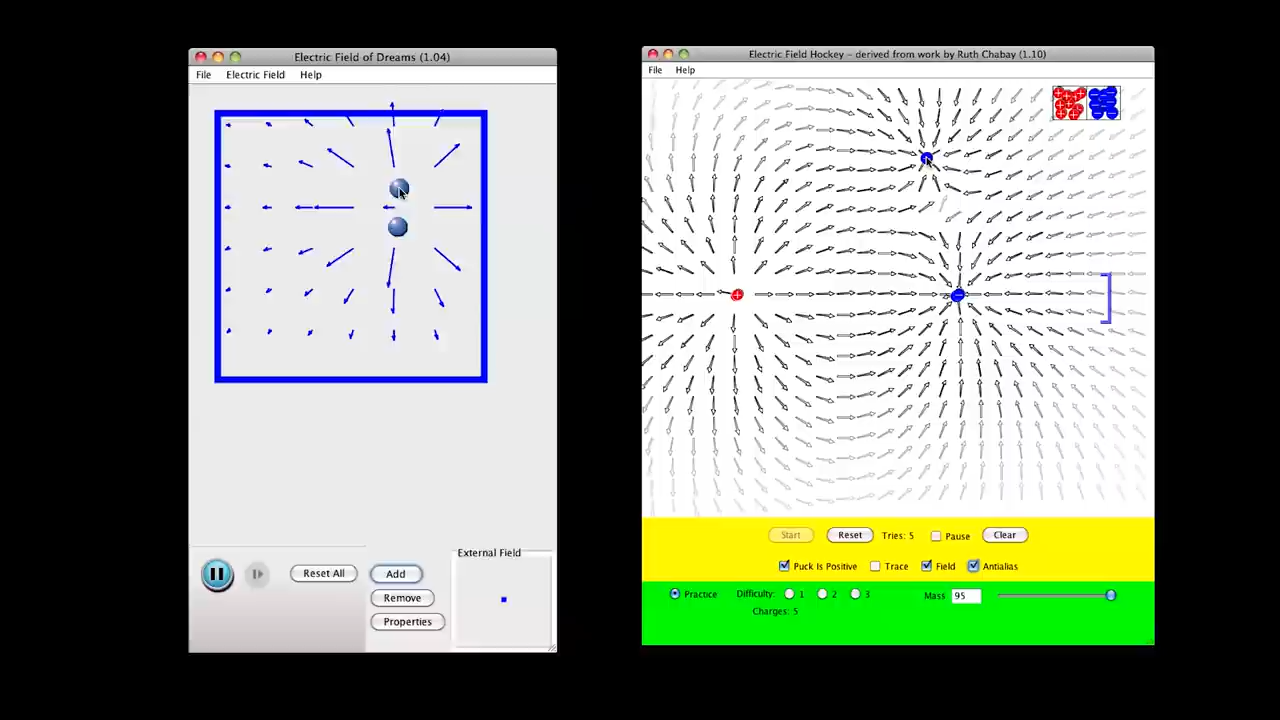 Electric Field of Dreams (1.04)
File Electric Field Help
External Field
Reset All
Add
Remove
Properties
Electric Field Hockey – derived from work by Ruth Chabay (1.10)
File Help
Start Reset Tries: 5 Pause Clear
Puck Is Positive Trace Field Antialias
Practice Difficulty: 1 2 3 Mass 95
Charges: 5